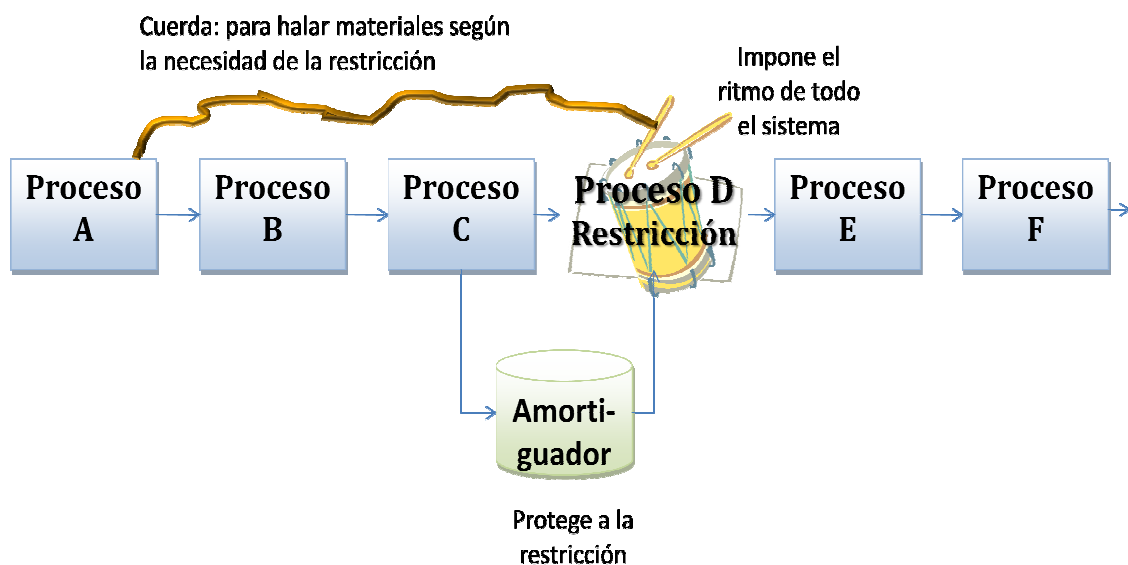 Cuerda: para halar materiales según
la necesidad de la restricción
Impone el
ritmo de todo
el sistema
Proceso
A
Proceso
B
Proceso
C
Proceso D
Restricción
Proceso
E
Proceso
F
Amorti-
guador
Protege a la
restricción